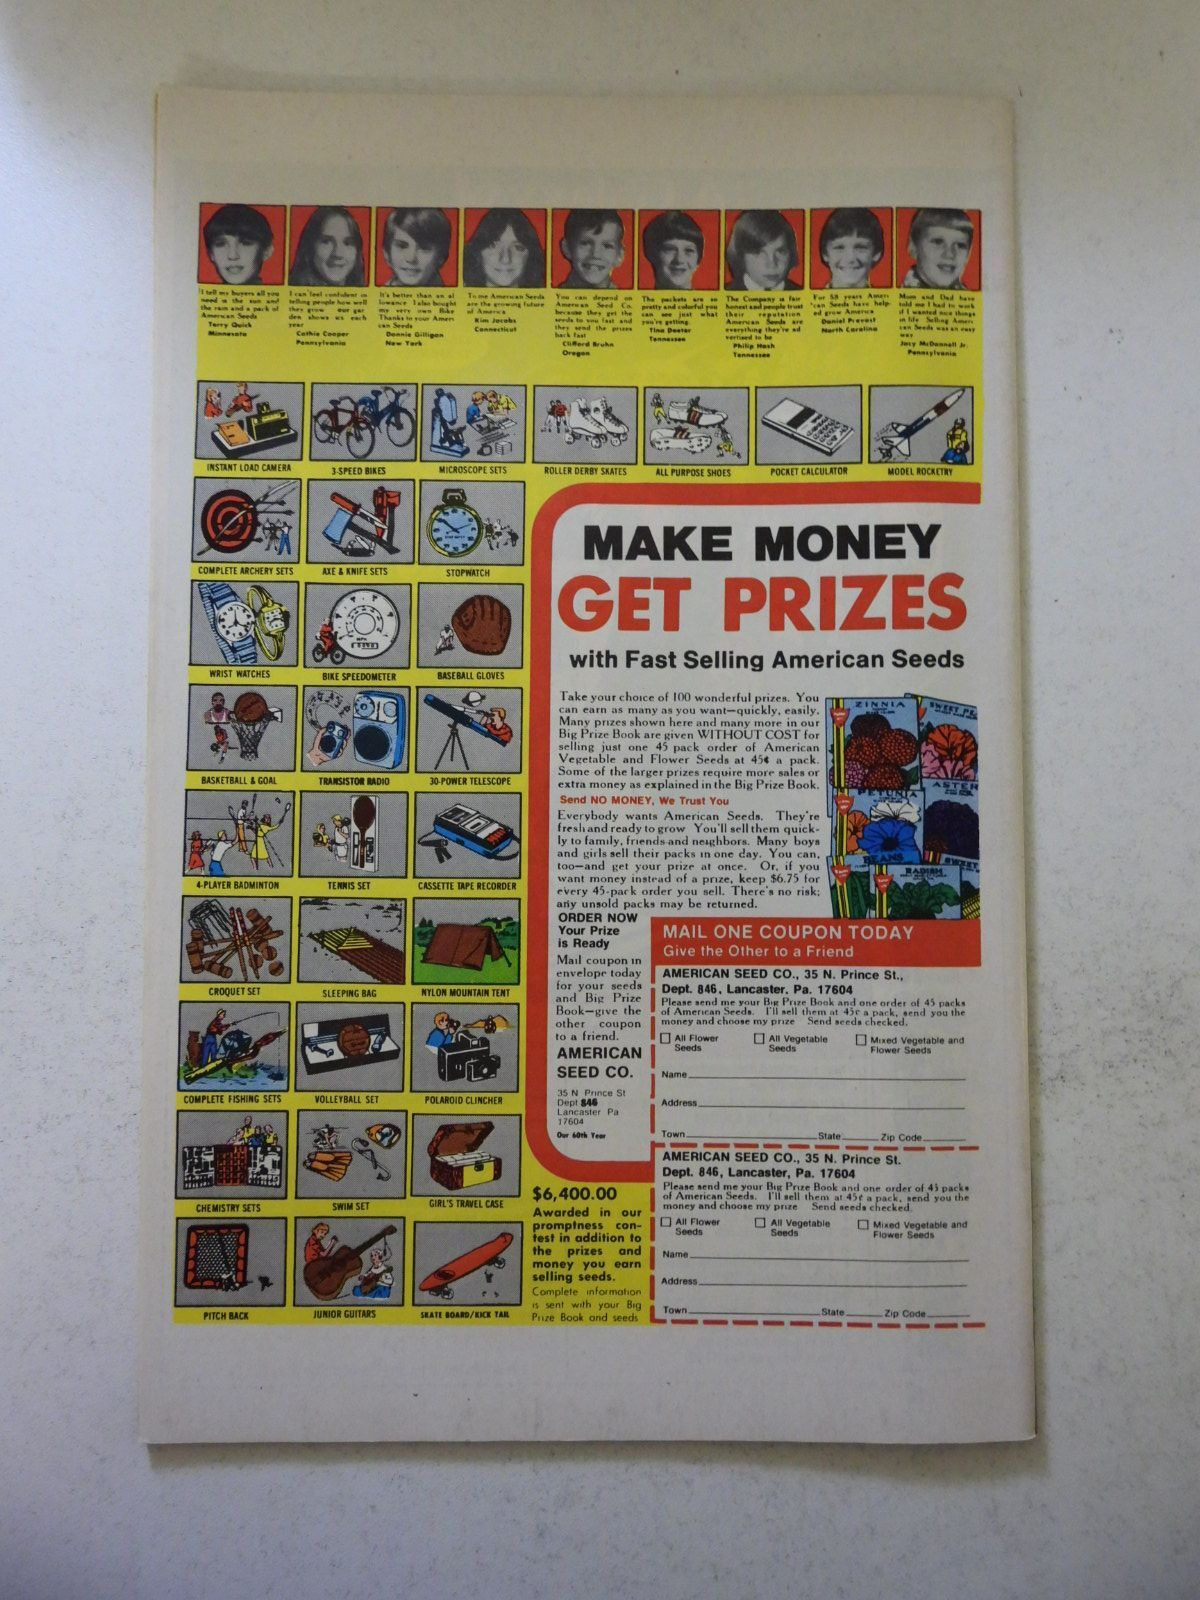 I tell my buyers all you
need is the sun and
the rain and a pack of
American Seeds
Terry Quick
Minnesota
I can feel confident in
telling people how well
they grow our gar
den shows us each
year
Cathie Cooper
Pennsylvania
It's better than an al
lowance I also bought
my very own Bike
Thanks to your Ameri
can Seeds
Donnie Gilligan
New York
To me American Seeds
are the growing future
of America
Kim Jacobs
Connecticut
You can depend on
American Seed Co.
because they get the
seeds to you fast and
they send the prizes
back fast
Clifford Bruhn
Oregon
The packets are so
pretty and colorful you
can see just what
you're getting.
Tina Deeter
Tennessee
The Company is fair
honest and people trust
their reputation
American Seeds are
everything they're ad
vertised to be
Philip Hash
Tennessee
For 58 years Ameri
can Seeds have help-
ed grow America
Daniel Prevost
North Carolina
Mom and Dad have
told me I had to work
if I wanted nice things
in life Selling Ameri
can Seeds was an easy
way
Jacy McDonnell Jr.
Pennsylvania
INSTANT LOAD CAMERA
3-SPEED BIKES
MICROSCOPE SETS
ROLLER DERBY SKATES
ALL PURPOSE SHOES
POCKET CALCULATOR
MODEL ROCKETRY
COMPLETE ARCHERY SETS
AXE & KNIFE SETS
STOPWATCH
WRIST WATCHES
BIKE SPEEDOMETER
BASEBALL GLOVES
BASKETBALL & GOAL
TRANSISTOR RADIO
30-POWER TELESCOPE
4-PLAYER BADMINTON
TENNIS SET
CASSETTE TAPE RECORDER
CROQUET SET
SLEEPING BAG
NYLON MOUNTAIN TENT
COMPLETE FISHING SETS
VOLLEYBALL SET
POLAROID CLINCHER
CHEMISTRY SETS
SWIM SET
GIRL'S TRAVEL CASE
PITCH BACK
JUNIOR GUITARS
SKATE BOARD/KICK TAIL
MAKE MONEY
GET PRIZES
with Fast Selling American Seeds
Take your choice of 100 wonderful prizes. You
can earn as many as you want—quickly, easily.
Many prizes shown here and many more in our
Big Prize Book are given WITHOUT COST for
selling just one 45 pack order of American
Vegetable and Flower Seeds at 45¢ a pack.
Some of the larger prizes require more sales or
extra money as explained in the Big Prize Book.
Send NO MONEY, We Trust You
Everybody wants American Seeds. They're
fresh and ready to grow You'll sell them quick-
ly to family, friends and neighbors. Many boys
and girls sell their packs in one day. You can,
too—and get your prize at once. Or, if you
want money instead of a prize, keep $6.75 for
every 45-pack order you sell. There's no risk;
any unsold packs may be returned.
ZINNIA
SWEET PE
PETUNIA
ASTER
BEANS
RADISH
SWEET
ORDER NOW
Your Prize
is Ready
Mail coupon in
envelope today
for your seeds
and Big Prize
Book—give the
other coupon
to a friend.
AMERICAN
SEED CO.
35 N Prince St
Dept 846
Lancaster Pa
17604
Our 60th Year
$6,400.00
Awarded in our
promptness con-
test in addition to
the prizes and
money you earn
selling seeds.
Complete information
is sent with your Big
Prize Book and seeds
MAIL ONE COUPON TODAY
Give the Other to a Friend
AMERICAN SEED CO., 35 N. Prince St.,
Dept. 846, Lancaster, Pa. 17604
Please send me your Big Prize Book and one order of 45 packs
of American Seeds. I'll sell them at 45¢ a pack, send you the
money and choose my prize Send seeds checked.
All Flower Seeds
All Vegetable Seeds
Mixed Vegetable and Flower Seeds
Name
Address
Town State Zip Code
AMERICAN SEED CO., 35 N. Prince St.
Dept. 846, Lancaster, Pa. 17604
Please send me your Big Prize Book and one order of 45 packs
of American Seeds. I'll sell them at 45¢ a pack, send you the
money and choose my prize Send seeds checked.
All Flower Seeds
All Vegetable Seeds
Mixed Vegetable and Flower Seeds
Name
Address
Town State Zip Code